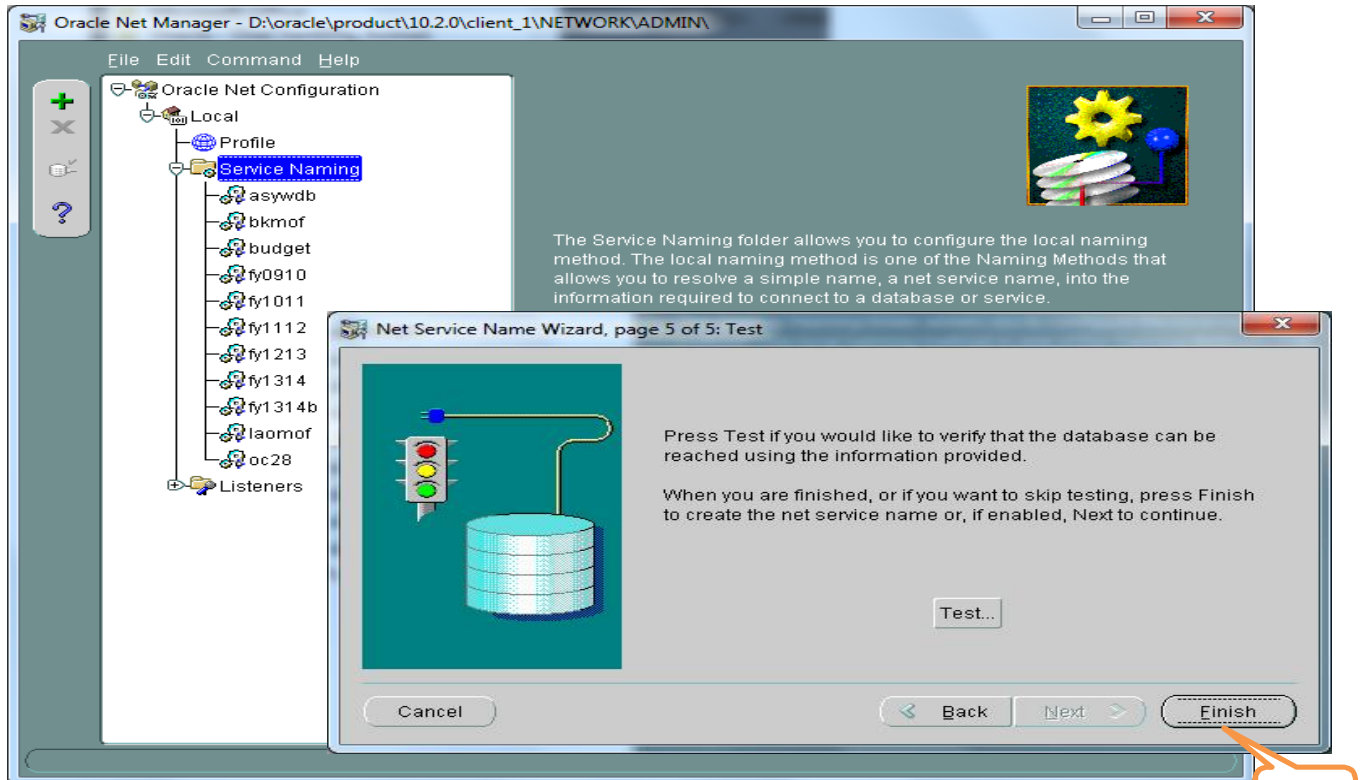 Oracle Net Manager - D:\oracle\product\10.2.0\client_1\NETWORK\ADMIN\
File Edit Command Help
Oracle Net Configuration
Local
Profile
Service Naming
asywdb
bkmof
budget
fy0910
fy1011
fy1112
fy1213
fy1314
fy1314b
laomof
oc28
Listeners
The Service Naming folder allows you to configure the local naming
method. The local naming method is one of the Naming Methods that
allows you to resolve a simple name, a net service name, into the
information required to connect to a database or service.
Net Service Name Wizard, page 5 of 5: Test
Press Test if you would like to verify that the database can be
reached using the information provided.
When you are finished, or if you want to skip testing, press Finish
to create the net service name or, if enabled, Next to continue.
Test...
Cancel
Back
Next
Finish